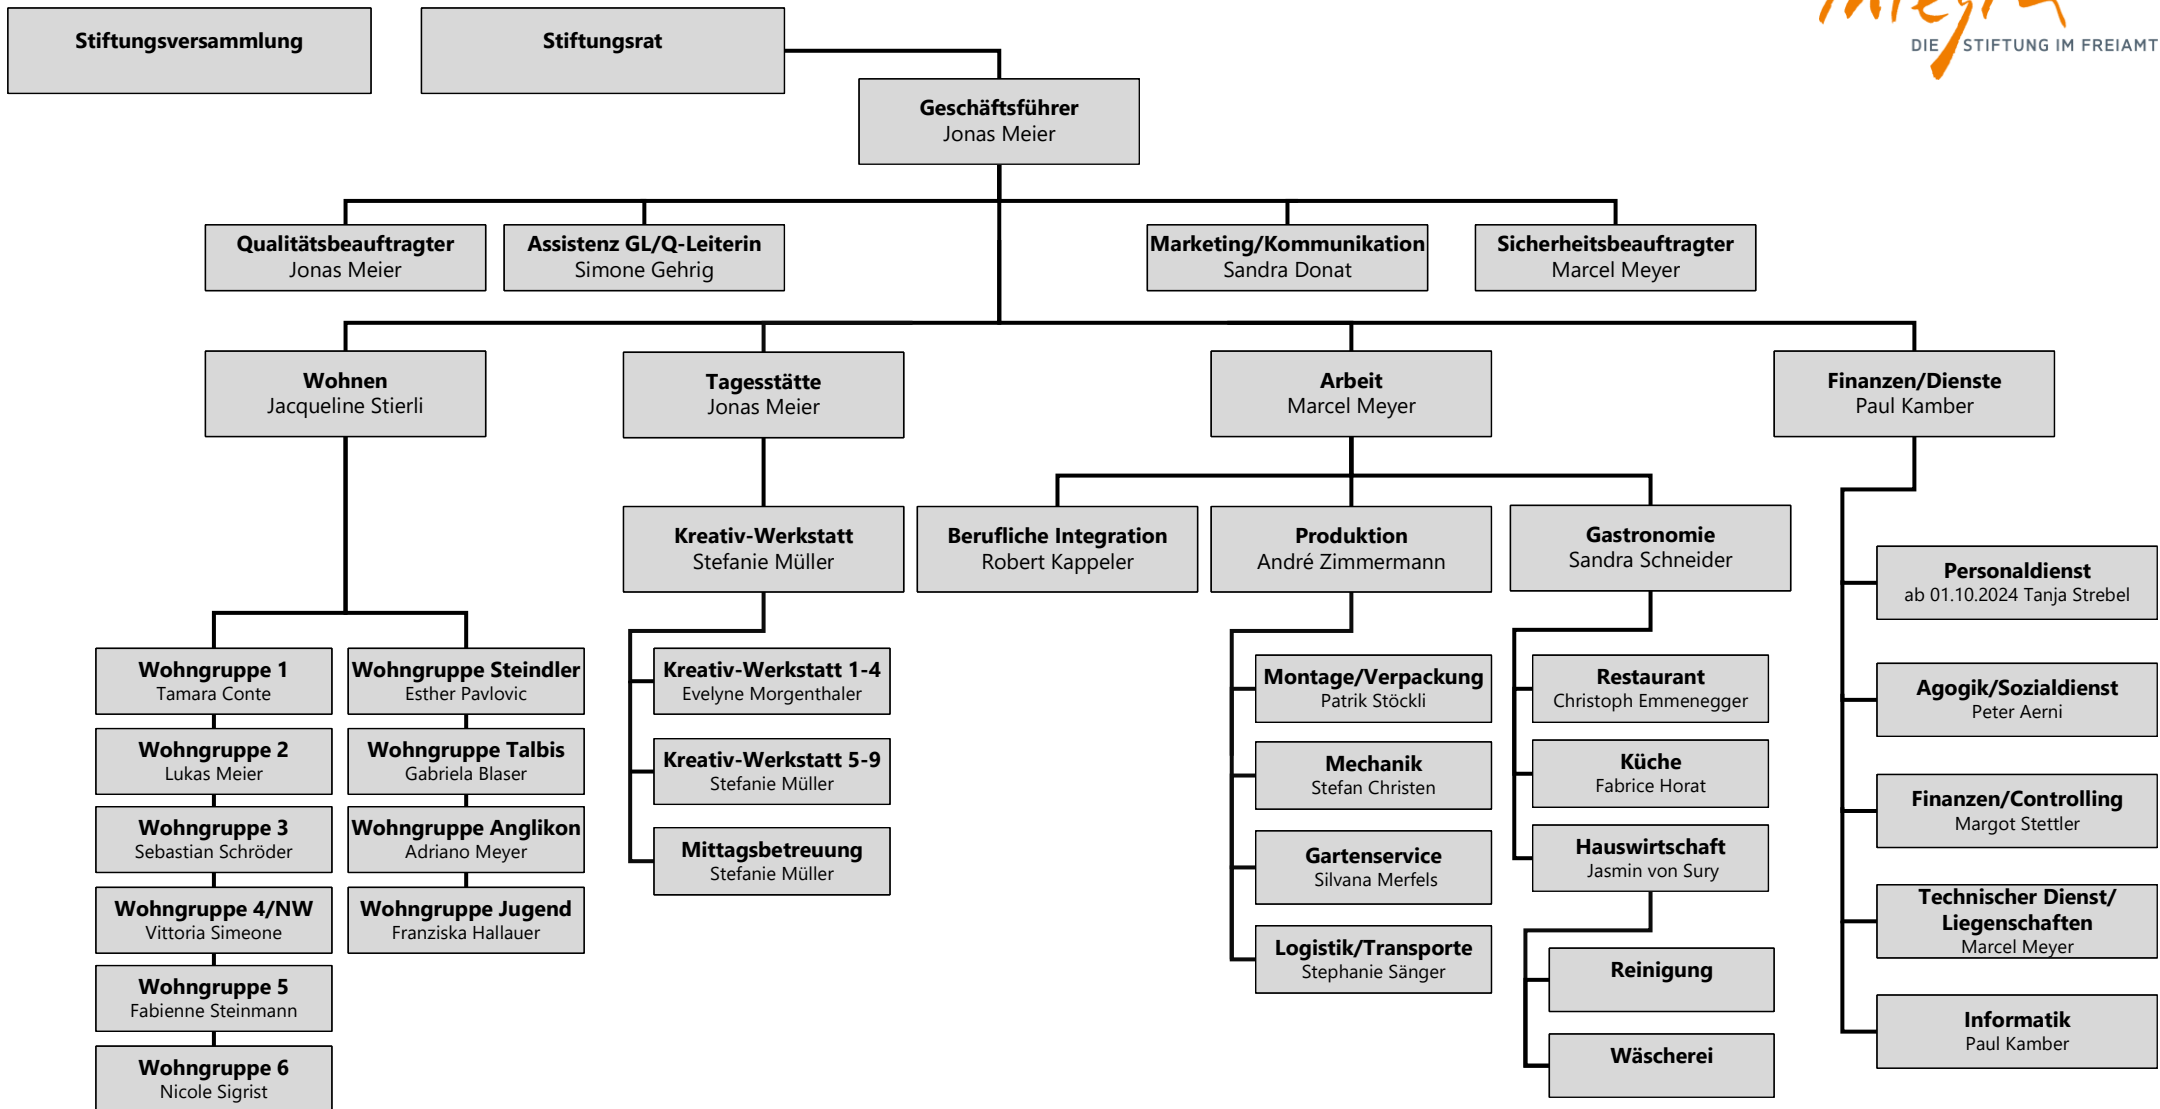 Stiftungsversammlung
Stiftungsrat
Integra
DIE STIFTUNG IM FREIAMT
Geschäftsführer
Jonas Meier
Qualitätsbeauftragter
Jonas Meier
Assistenz GL/Q-Leiterin
Simone Gehrig
Marketing/Kommunikation
Sandra Donat
Sicherheitsbeauftragter
Marcel Meyer
Wohnen
Jacqueline Stierli
Tagesstätte
Jonas Meier
Arbeit
Marcel Meyer
Finanzen/Dienste
Paul Kamber
Kreativ-Werkstatt
Stefanie Müller
Berufliche Integration
Robert Kappeler
Produktion
André Zimmermann
Gastronomie
Sandra Schneider
Wohngruppe 1
Tamara Conte
Wohngruppe 2
Lukas Meier
Wohngruppe 3
Sebastian Schröder
Wohngruppe 4/NW
Vittoria Simeone
Wohngruppe 5
Fabienne Steinmann
Wohngruppe 6
Nicole Sigrist
Wohngruppe Steindler
Esther Pavlovic
Wohngruppe Talbis
Gabriela Blaser
Wohngruppe Anglikon
Adriano Meyer
Wohngruppe Jugend
Franziska Hallauer
Kreativ-Werkstatt 1-4
Evelyne Morgenthaler
Kreativ-Werkstatt 5-9
Stefanie Müller
Mittagsbetreuung
Stefanie Müller
Montage/Verpackung
Patrik Stöckli
Mechanik
Stefan Christen
Gartenservice
Silvana Merfels
Logistik/Transporte
Stephanie Sänger
Restaurant
Christoph Emmenegger
Küche
Fabrice Horat
Hauswirtschaft
Jasmin von Sury
Reinigung
Wäscherei
Personaldienst
ab 01.10.2024 Tanja Strebel
Agogik/Sozialdienst
Peter Aerni
Finanzen/Controlling
Margot Stettler
Technischer Dienst/
Liegenschaften
Marcel Meyer
Informatik
Paul Kamber